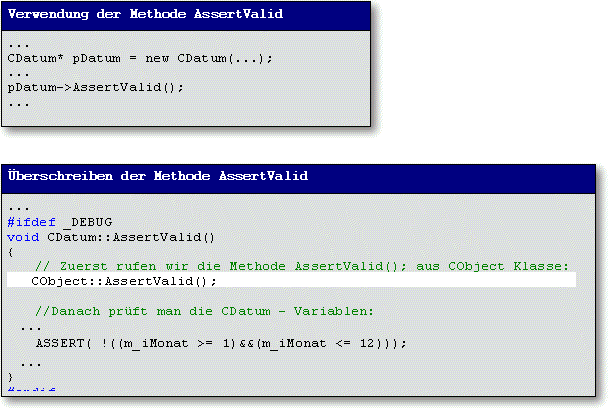 Verwendung der Methode AssertValid
...
CDatum* pDatum = new CDatum(...);
...
pDatum->AssertValid();
...
Überschreiben der Methode AssertValid
...
#ifdef _DEBUG
void CDatum::AssertValid()
{
// Zuerst rufen wir die Methode AssertValid(); aus CObject Klasse:
CObject::AssertValid();
//Danach prüft man die CDatum - Variablen:
...
ASSERT( !((m_iMonat >= 1)&&(m_iMonat <= 12)));
...
}
#endif